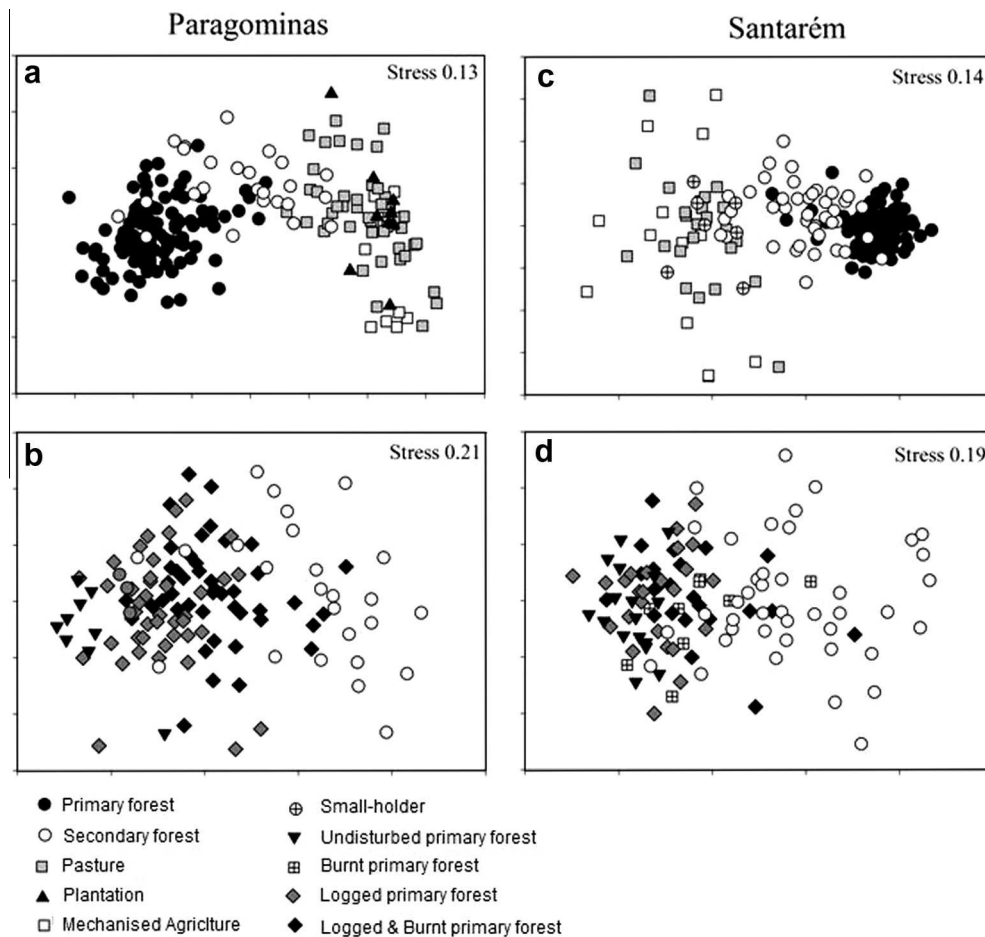 Paragominas
Santarém
a
Stress 0.13
c
Stress 0.14
b
Stress 0.21
d
Stress 0.19
Primary forest
Secondary forest
Pasture
Plantation
Mechanised Agriclture
Small-holder
Undisturbed primary forest
Burnt primary forest
Logged primary forest
Logged & Burnt primary forest